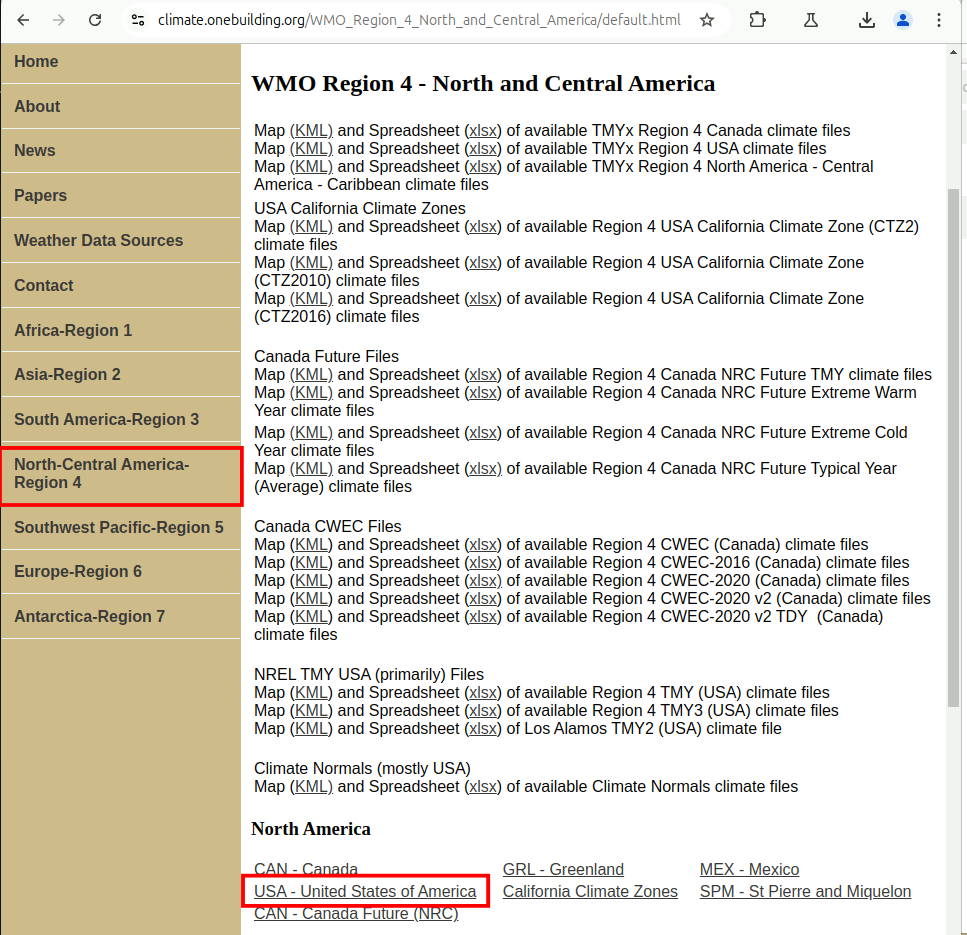 climate.onebuilding.org/WMO_Region_4_North_and_Central_America/default.html
Home
About
News
Papers
Weather Data Sources
Contact
Africa-Region 1
Asia-Region 2
South America-Region 3
North-Central America-
Region 4
Southwest Pacific-Region 5
Europe-Region 6
Antarctica-Region 7
WMO Region 4 - North and Central America
Map (KML) and Spreadsheet (xlsx) of available TMYx Region 4 Canada climate files
Map (KML) and Spreadsheet (xlsx) of available TMYx Region 4 USA climate files
Map (KML) and Spreadsheet (xlsx) of available TMYx Region 4 North America - Central
America - Caribbean climate files
USA California Climate Zones
Map (KML) and Spreadsheet (xlsx) of available Region 4 USA California Climate Zone (CTZ2)
climate files
Map (KML) and Spreadsheet (xlsx) of available Region 4 USA California Climate Zone
(CTZ2010) climate files
Map (KML) and Spreadsheet (xlsx) of available Region 4 USA California Climate Zone
(CTZ2016) climate files
Canada Future Files
Map (KML) and Spreadsheet (xlsx) of available Region 4 Canada NRC Future TMY climate files
Map (KML) and Spreadsheet (xlsx) of available Region 4 Canada NRC Future Extreme Warm
Year climate files
Map (KML) and Spreadsheet (xlsx) of available Region 4 Canada NRC Future Extreme Cold
Year climate files
Map (KML) and Spreadsheet (xlsx) of available Region 4 Canada NRC Future Typical Year
(Average) climate files
Canada CWEC Files
Map (KML) and Spreadsheet (xlsx) of available Region 4 CWEC (Canada) climate files
Map (KML) and Spreadsheet (xlsx) of available Region 4 CWEC-2016 (Canada) climate files
Map (KML) and Spreadsheet (xlsx) of available Region 4 CWEC-2020 (Canada) climate files
Map (KML) and Spreadsheet (xlsx) of available Region 4 CWEC-2020 v2 (Canada) climate files
Map (KML) and Spreadsheet (xlsx) of available Region 4 CWEC-2020 v2 TDY (Canada)
climate files
NREL TMY USA (primarily) Files
Map (KML) and Spreadsheet (xlsx) of available Region 4 TMY (USA) climate files
Map (KML) and Spreadsheet (xlsx) of available Region 4 TMY3 (USA) climate files
Map (KML) and Spreadsheet (xlsx) of Los Alamos TMY2 (USA) climate file
Climate Normals (mostly USA)
Map (KML) and Spreadsheet (xlsx) of available Climate Normals climate files
North America
CAN - Canada GRL - Greenland MEX - Mexico
USA - United States of America California Climate Zones SPM - St Pierre and Miquelon
CAN - Canada Future (NRC)